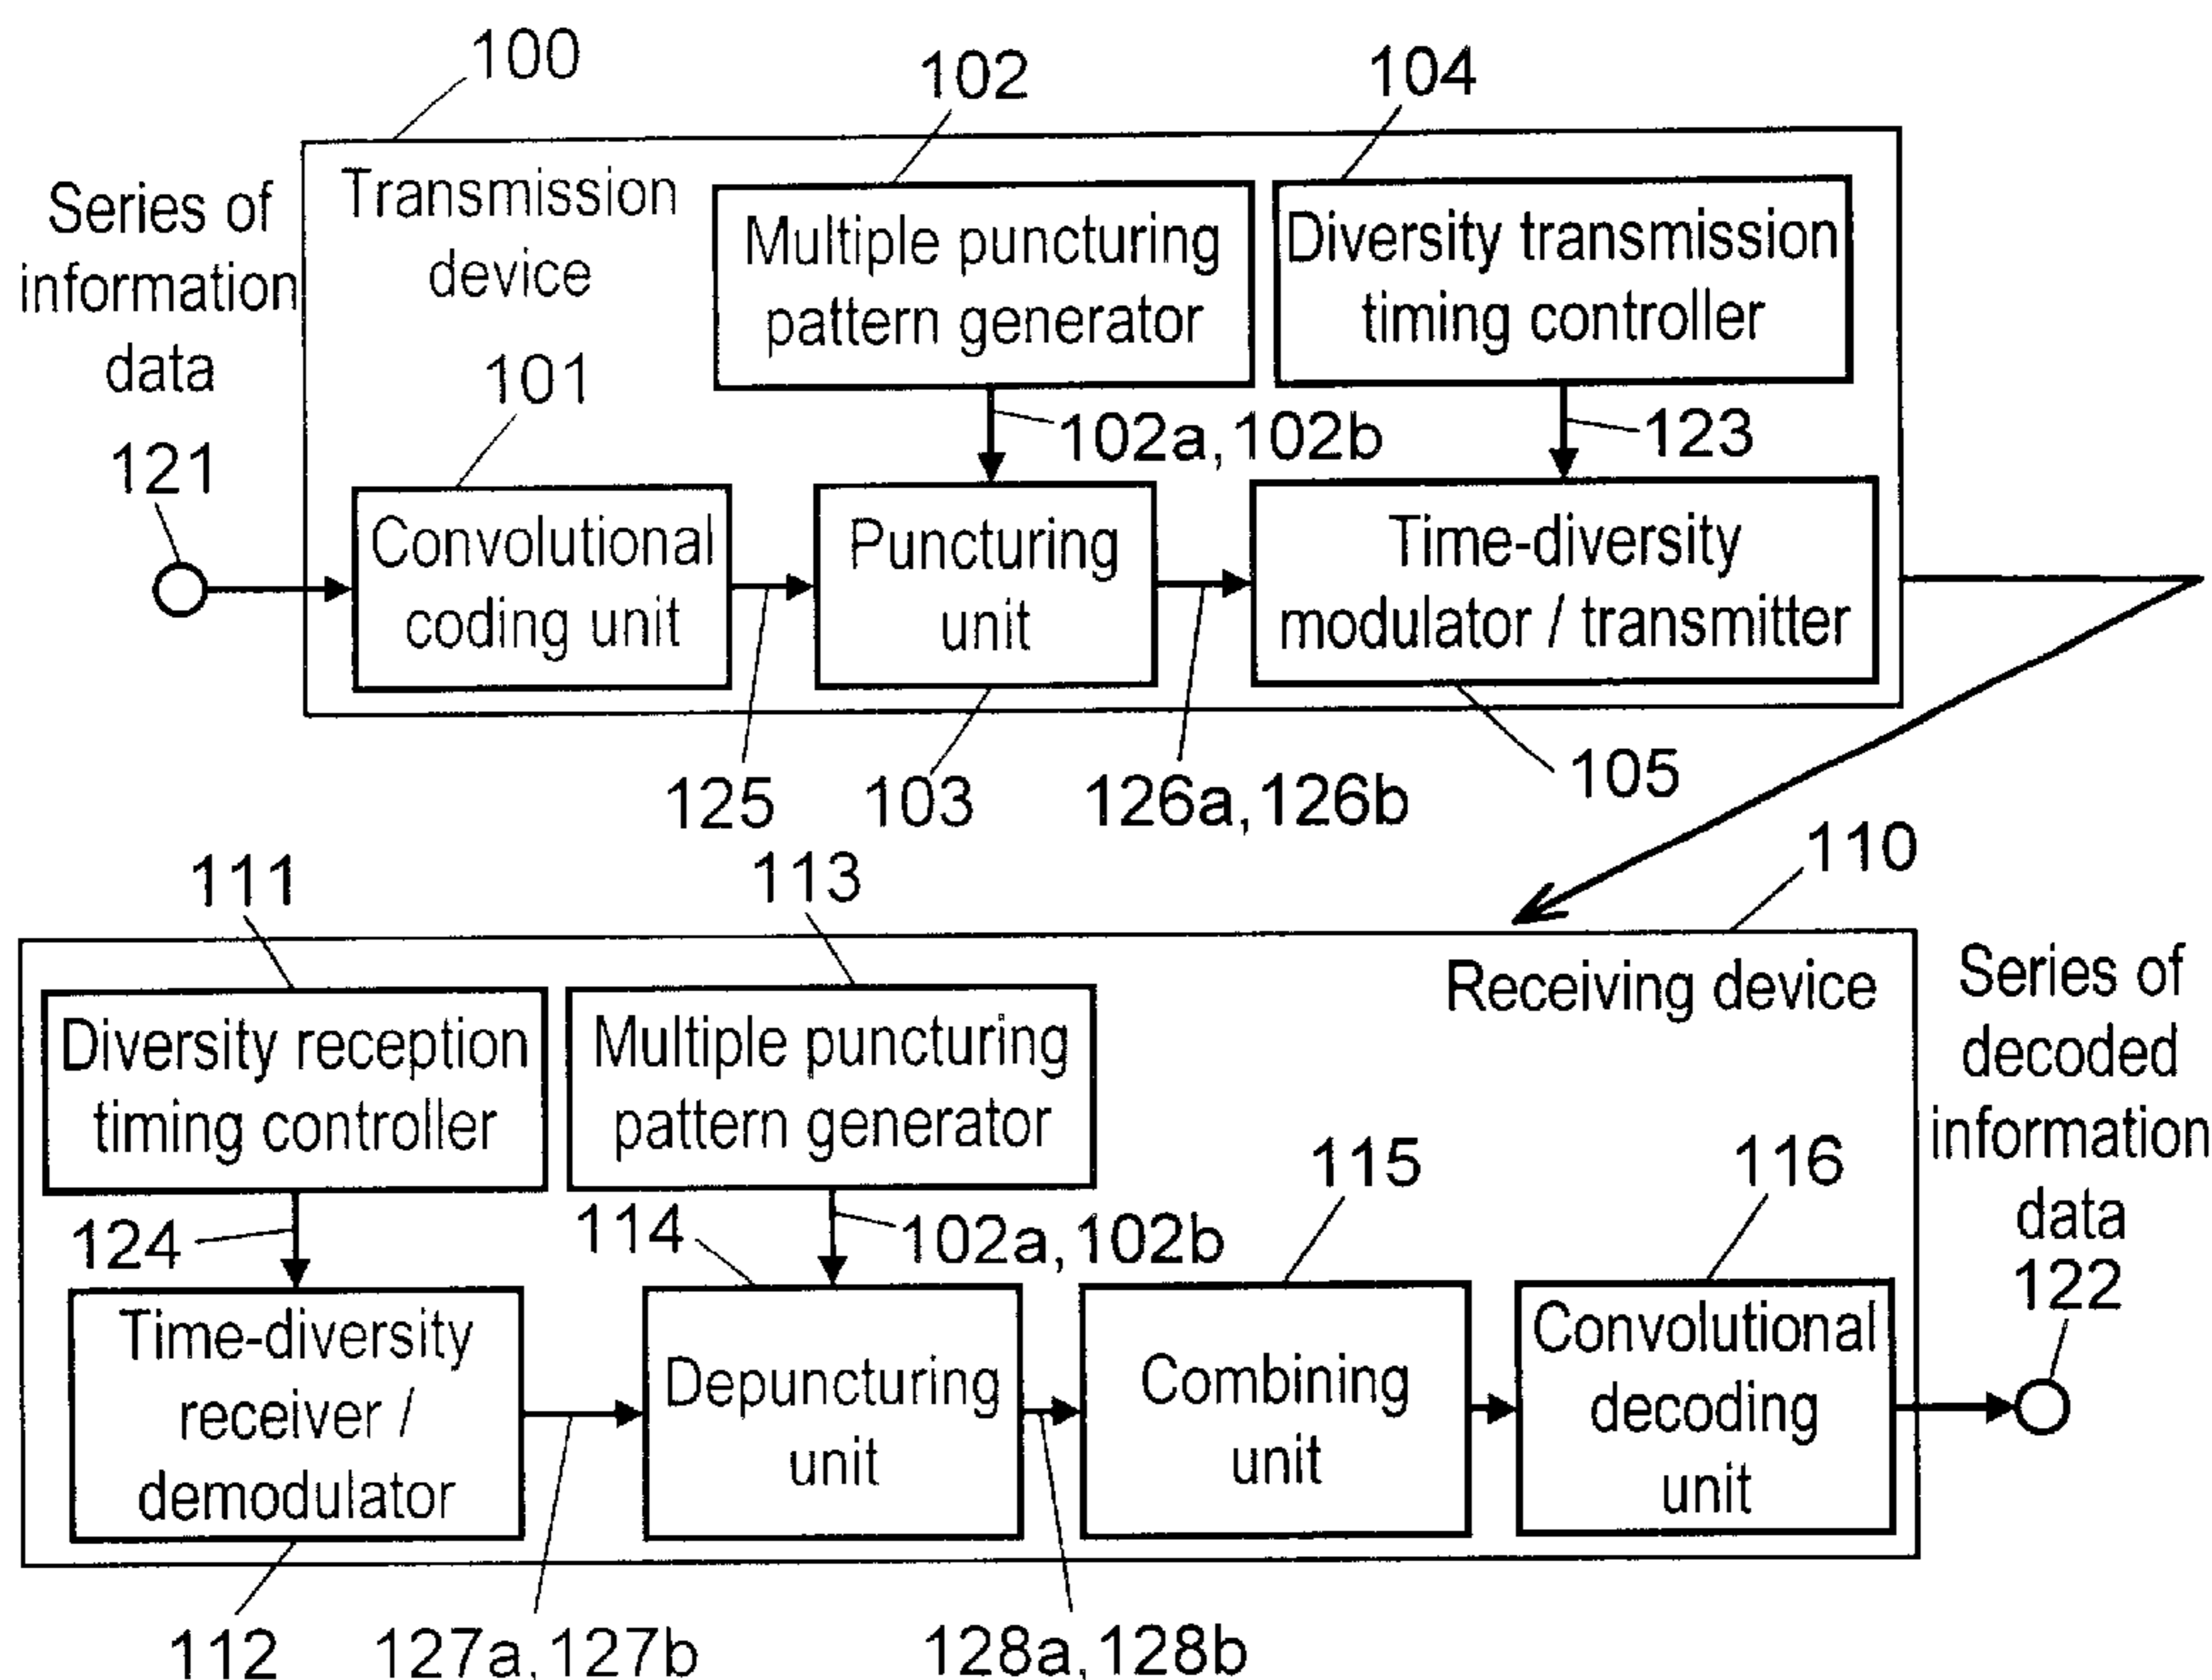 100
102
104
Series of
information
data
Transmission
device
Multiple puncturing
pattern generator
Diversity transmission
timing controller
101
102a, 102b
123
121
Convolutional
coding unit
Puncturing
unit
Time-diversity
modulator / transmitter
125
103
126a, 126b
105
110
111
113
Receiving device
Series of
decoded
information
data
Diversity reception
timing controller
Multiple puncturing
pattern generator
115
116
124
114
102a, 102b
122
Time-diversity
receiver /
demodulator
Depuncturing
unit
Combining
unit
Convolutional
decoding
unit
112
127a, 127b
128a, 128b